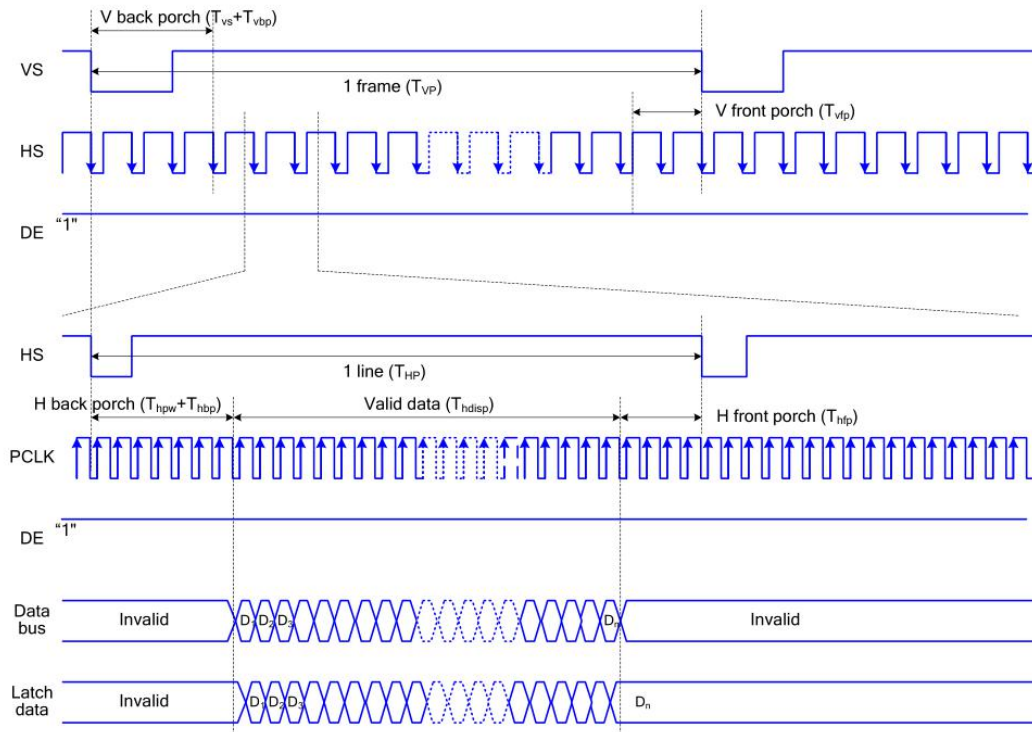 V back porch (Tvs+Tvbp)
VS
1 frame (TVP)
V front porch (Tvfp)
HS
DE "1"
HS
1 line (THP)
H back porch (Thpw+Thbp)
Valid data (Thdisp)
H front porch (Thfp)
PCLK
DE "1"
Data
bus
Invalid
D1 D2 D3
Dn
Invalid
Latch
data
Invalid
D1 D2 D3
Dn